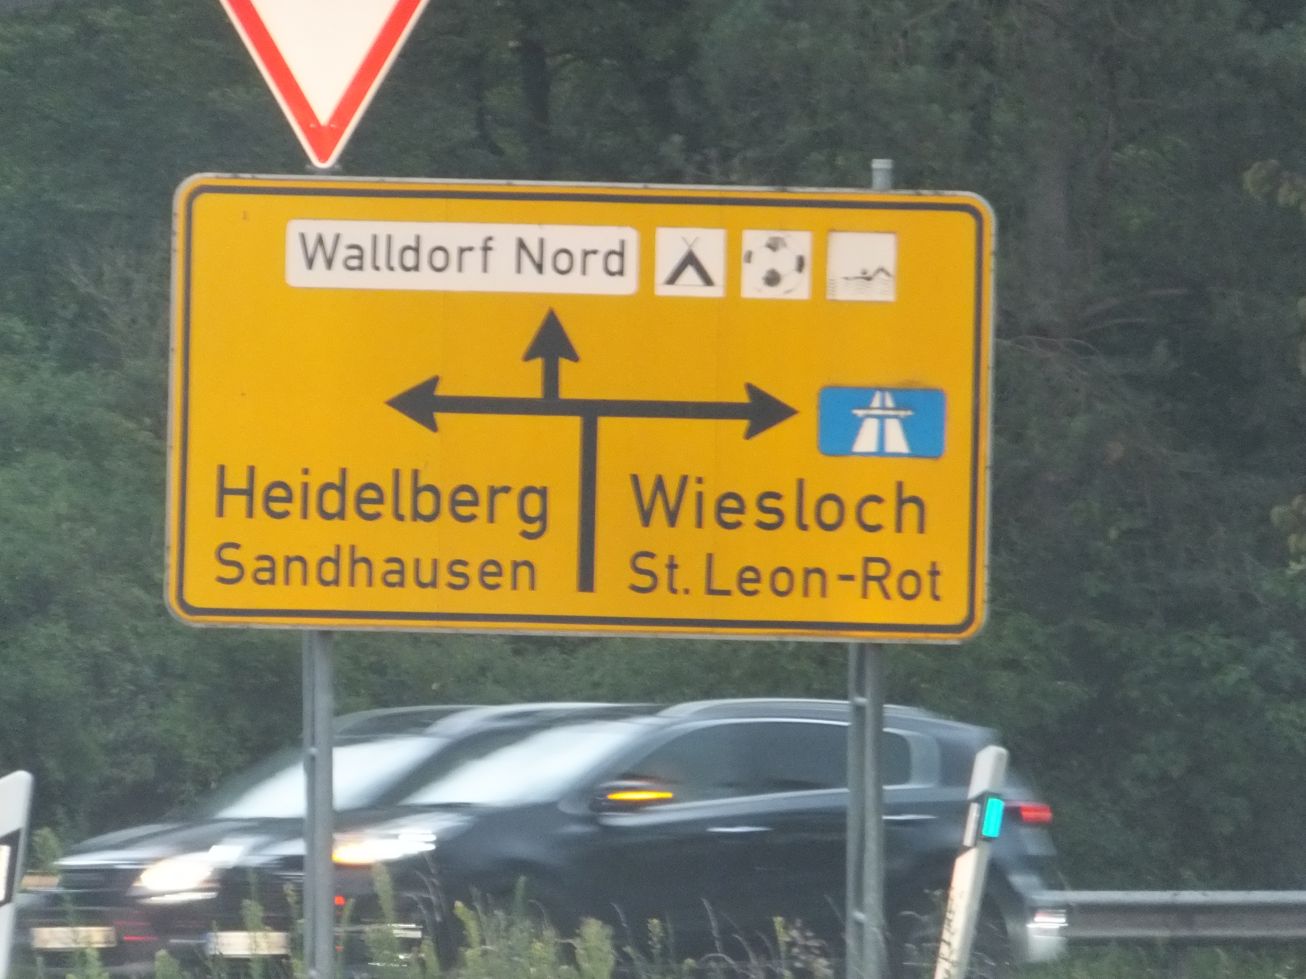 Walldorf Nord
Heidelberg
Sandhausen
Wiesloch
St. Leon-Rot